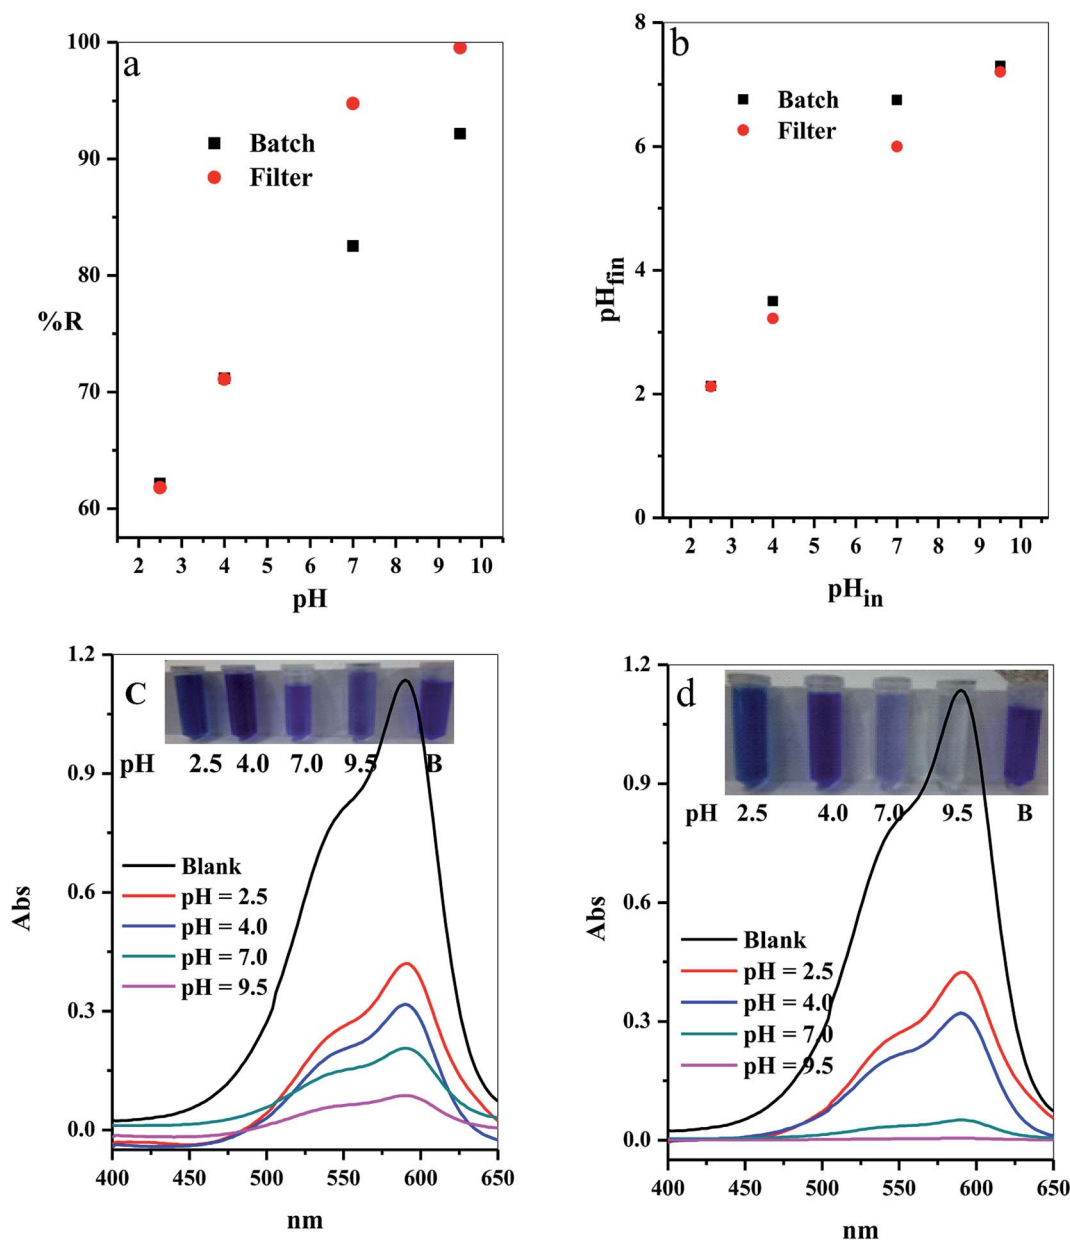 a
100
90
80
70
60
%R
Batch
Filter
2 3 4 5 6 7 8 9 10
pH
b
8
6
4
2
0
pHfin
Batch
Filter
2 3 4 5 6 7 8 9 10
pHin
c
1.2
0.9
0.6
0.3
0.0
Abs
pH 2.5 4.0 7.0 9.5 B
Blank
pH = 2.5
pH = 4.0
pH = 7.0
pH = 9.5
400 450 500 550 600 650
nm
d
1.2
0.9
0.6
0.3
0.0
Abs
pH 2.5 4.0 7.0 9.5 B
Blank
pH = 2.5
pH = 4.0
pH = 7.0
pH = 9.5
400 450 500 550 600 650
nm